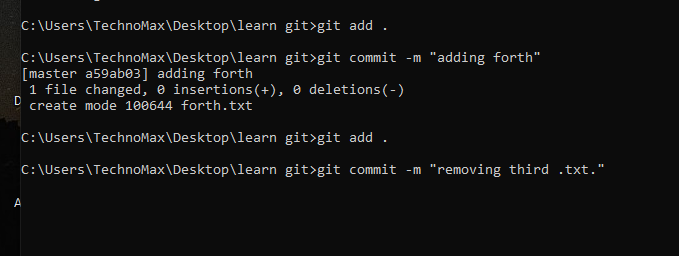 C:\Users\TechnoMax\Desktop\learn git>git add .
C:\Users\TechnoMax\Desktop\learn git>git commit -m "adding forth"
[master a59ab03] adding forth
1 file changed, 0 insertions(+), 0 deletions(-)
create mode 100644 forth.txt
D
C:\Users\TechnoMax\Desktop\learn git>git add .
C:\Users\TechnoMax\Desktop\learn git>git commit -m "removing third .txt."
A